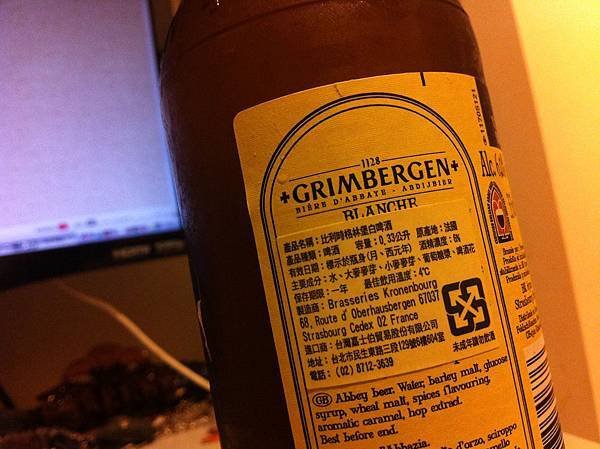 1128
GRIMBERGEN
BIÈRE D'ABBAYE - ABDIJBIER
BLANCHE
產品名稱：比利時格林堡白啤酒
產品種類：啤酒 容量：0.33公升 原產地：法國
有效日期：標示於瓶身(月、西元年) 酒精濃度：6%
主要成分：水、大麥麥芽、小麥麥芽、葡萄糖漿、啤酒花
保存期限：一年 最佳飲用溫度：4℃
製造商：Brasseries Kronenbourg
68, Route d' Oberhausbergen 67037
Strasbourg Cedex 02 France
進口商：台灣嘉士伯貿易股份有限公司
地址：台北市民生東路三段129號6樓604室
電話：(02) 8712-3639
未成年請勿飲酒
GB Abbey beer. Water, barley malt, glucose
syrup, wheat malt, spices flavouring,
aromatic caramel, hop extract.
Best before end.
d'orzo, sciroppo
Alc.